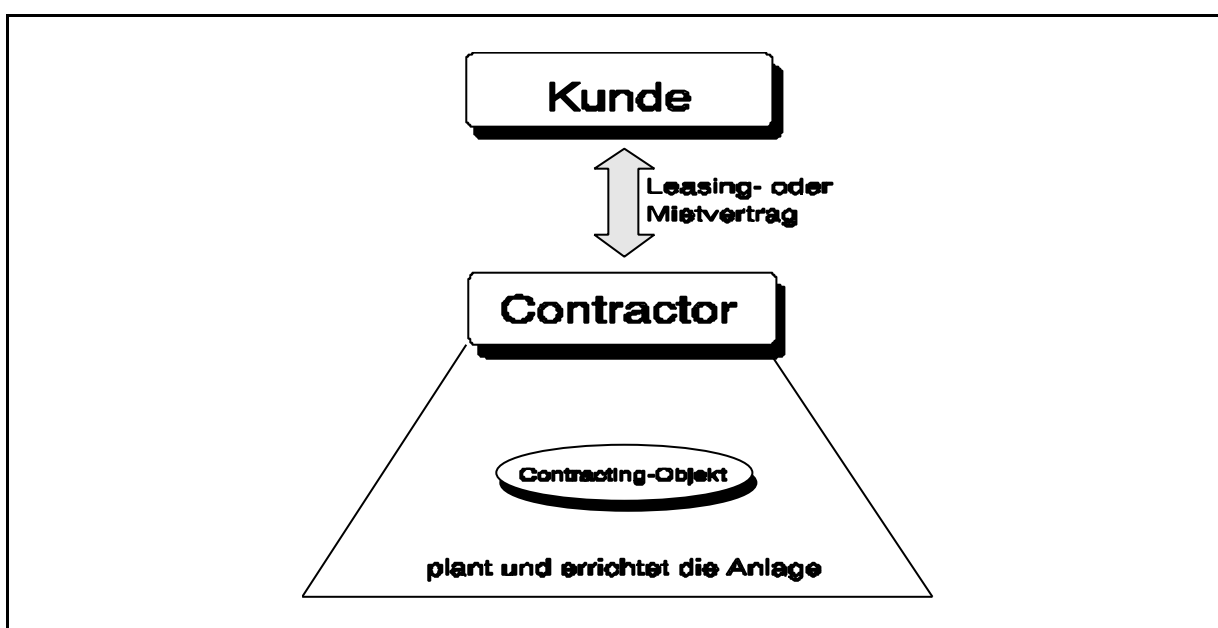 Kunde
Leasing- oder
Mietvertrag
Contractor
Contracting-Objekt
plant und errichtet die Anlage